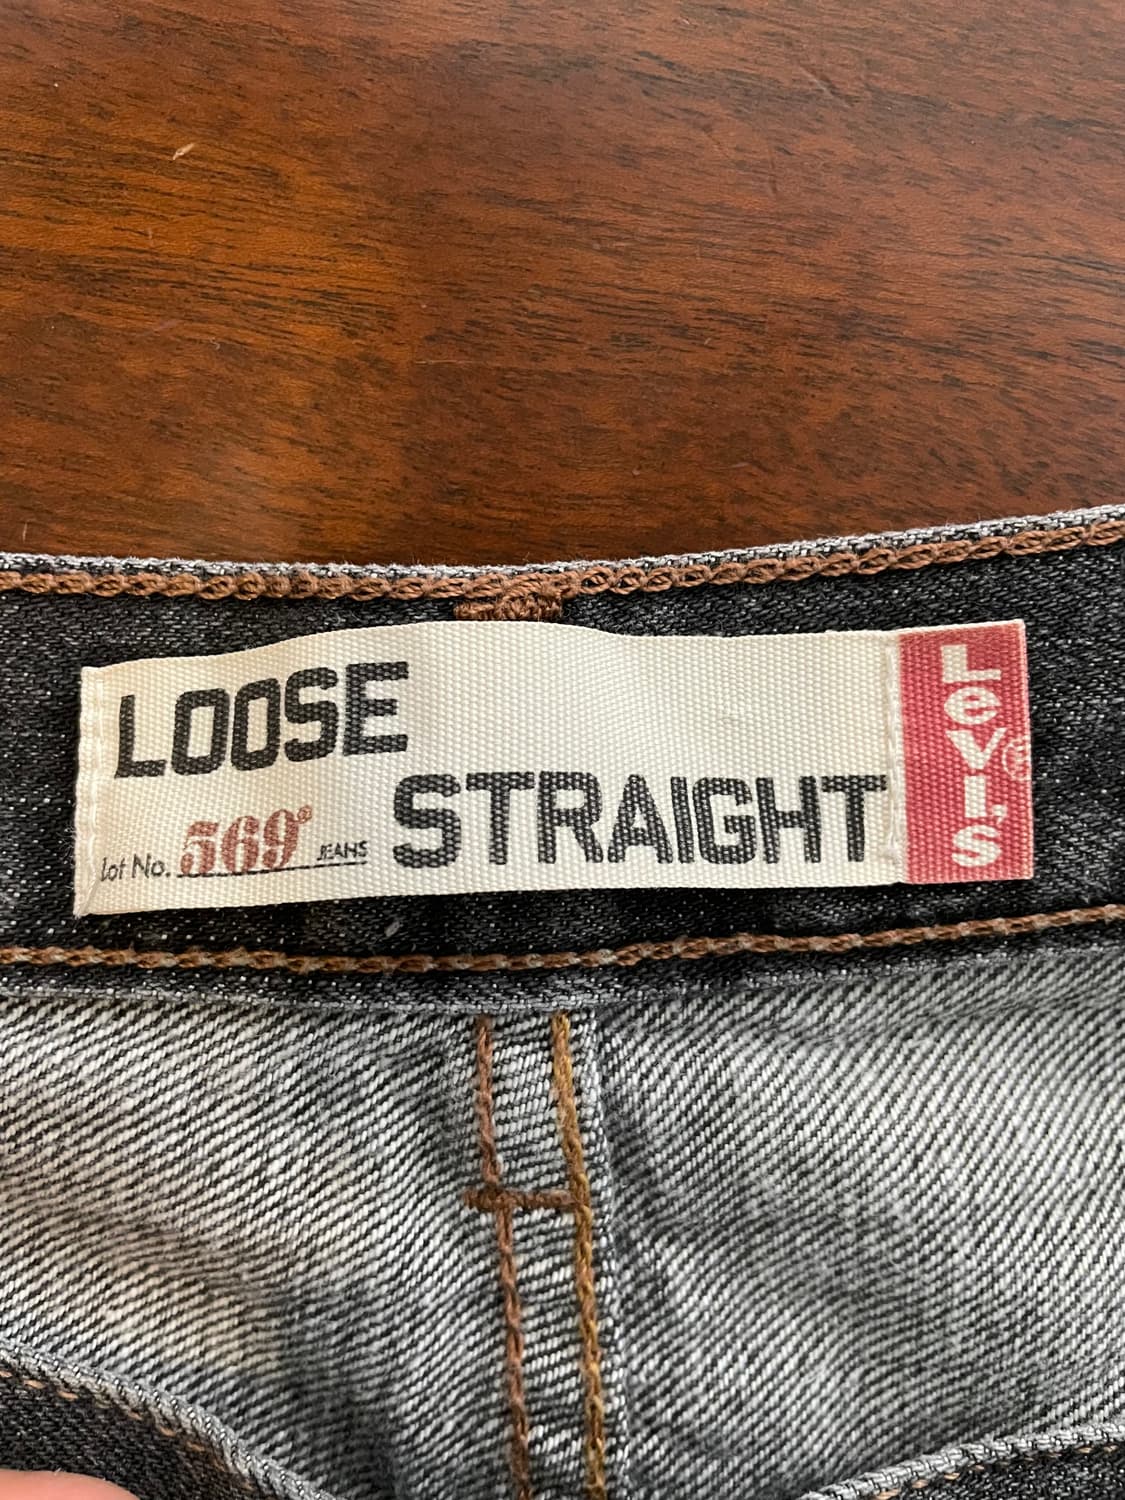 LOOSE
STRAIGHT
Lot No. 569® JEANS
LeVI'S ®